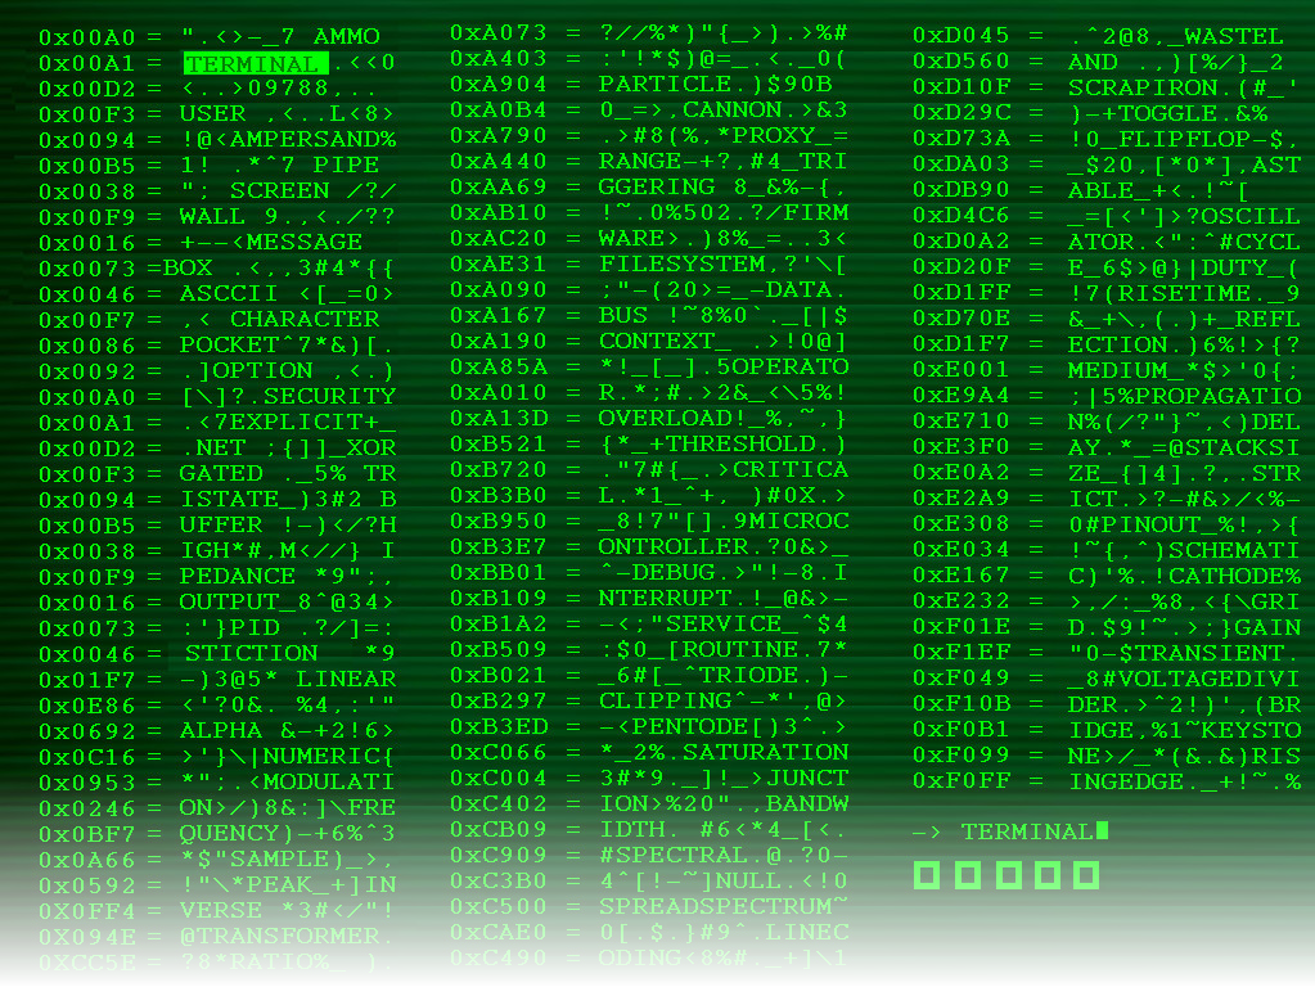 0x00A0 = ".<>-_7 AMMO
0x00A1 = TERMINAL .<<0
0x00D2 = <..>09788,..
0x00F3 = USER ,<..L<8>
0x0094 = !@<AMPERSAND%
0x00B5 = 1! .*^7 PIPE
0x0038 = "; SCREEN /?/
0x00F9 = WALL 9.,<./??
0x0016 = +--<MESSAGE
0x0073 =BOX .<,,3#4*{{
0x0046 = ASCCII <[_=0>
0x00F7 = ,< CHARACTER
0x0086 = POCKET^7*&)[.
0x0092 = .]OPTION ,<.)
0x00A0 = [\]?.SECURITY
0x00A1 = .<7EXPLICIT+_
0x00D2 = .NET ;{]]_XOR
0x00F3 = GATED ._5% TR
0x0094 = ISTATE_)3#2 B
0x00B5 = UFFER !-)</?H
0x0038 = IGH*#,M<//} I
0x00F9 = PEDANCE *9";,
0x0016 = OUTPUT_8^@34>
0x0073 = :'}PID .?/]=:
0x0046 = STICTION *9
0x01F7 = -)3@5* LINEAR
0x0E86 = <'?0&. %4,:'"
0x0692 = ALPHA &-+2!6>
0x0C16 = >'}\|NUMERIC{
0x0953 = *";.<MODULATI
0x0246 = ON>/)8&:]\FRE
0x0BF7 = QUENCY)-+6%^3
0x0A66 = *$"SAMPLE)_>,
0x0592 = !"\*PEAK_+]IN
0X0FF4 = VERSE *3#</"!
0X094E = @TRANSFORMER.
0XCC5E = ?8*RATIO%_ ).
0xA073 = ?//%*)"{_>).>%#
0xA403 = :'!*$)@=_.<._0(
0xA904 = PARTICLE.)$90B
0xA0B4 = 0_=>,CANNON.>&3
0xA790 = .>#8(%,*PROXY_=
0xA440 = RANGE-+?,#4_TRI
0xAA69 = GGERING 8_&%-{,
0xAB10 = !~.0%502.?/FIRM
0xAC20 = WARE>.)8%_=..3<
0xAE31 = FILESYSTEM,?'\[
0xA090 = ;"-(20>=_-DATA.
0xA167 = BUS !~8%0`._[|$
0xA190 = CONTEXT_ .>!0@]
0xA85A = *!_[_].5OPERATO
0xA010 = R.*;#.>2&_<\5%!
0xA13D = OVERLOAD!_%,~,}
0xB521 = {*_+THRESHOLD.)
0xB720 = ."7#{_.>CRITICA
0xB3B0 = L.*1_^+, )#0X.>
0xB950 = _8!7"[].9MICROC
0xB3E7 = ONTROLLER.?0&>_
0xBB01 = ^-DEBUG.>"!-8.I
0xB109 = NTERRUPT.!_@&>-
0xB1A2 = -<;"SERVICE_^$4
0xB509 = :$0_[ROUTINE.7*
0xB021 = _6#[_^TRIODE.)-
0xB297 = CLIPPING^-*',@>
0xB3ED = -<PENTODE[)3^.>
0xC066 = *_2%.SATURATION
0xC004 = 3#*9._]!_>JUNCT
0xC402 = ION>%20".,BANDW
0xCB09 = IDTH. #6<*4_[<.
0xC909 = #SPECTRAL.@.?0-
0xC3B0 = 4^[!-~]NULL.<!0
0xC500 = SPREADSPECTRUM~
0xCAE0 = 0[.$.}#9^.LINEC
0xC490 = ODING<8%#._+]\1
0xD045 = .^2@8,_WASTEL
0xD560 = AND .,)[%/}_2
0xD10F = SCRAPIRON.(#_'
0xD29C = )-+TOGGLE.&%
0xD73A = !0_FLIPFLOP-$,
0xDA03 = _$20,[*0*],AST
0xDB90 = ABLE_+<.!~[
0xD4C6 = _=[<']>?OSCILL
0xD0A2 = ATOR.<":^#CYCL
0xD20F = E_6$>@}|DUTY_(
0xD1FF = !7(RISETIME._9
0xD70E = &_+\,(.)+_REFL
0xD1F7 = ECTION.)6%!>{?
0xE001 = MEDIUM_*$>'0{;
0xE9A4 = ;|5%PROPAGATIO
0xE710 = N%(/?"}~,<)DEL
0xE3F0 = AY.*_=@STACKSI
0xE0A2 = ZE_{]4].?,.STR
0xE2A9 = ICT.>?-#&>/<%-
0xE308 = 0#PINOUT_%!,>{
0xE034 = !~{,^)SCHEMATI
0xE167 = C)'%.!CATHODE%
0xE232 = >,/:_%8,<{\GRI
0xF01E = D.$9!~.>;}GAIN
0xF1EF = "0-$TRANSIENT.
0xF049 = _8#VOLTAGEDIVI
0xF10B = DER.>^2!)',(BR
0xF0B1 = IDGE,%1~KEYSTO
0xF099 = NE>/_*(&.&)RIS
0xF0FF = INGEDGE._+!~.%
-> TERMINAL